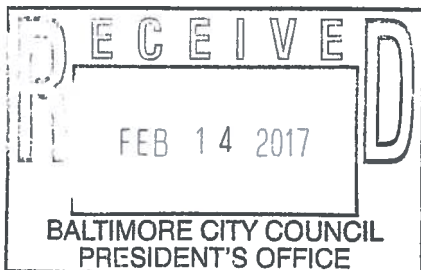 RECEIVED
FEB 14 2017
BALTIMORE CITY COUNCIL
PRESIDENT'S OFFICE